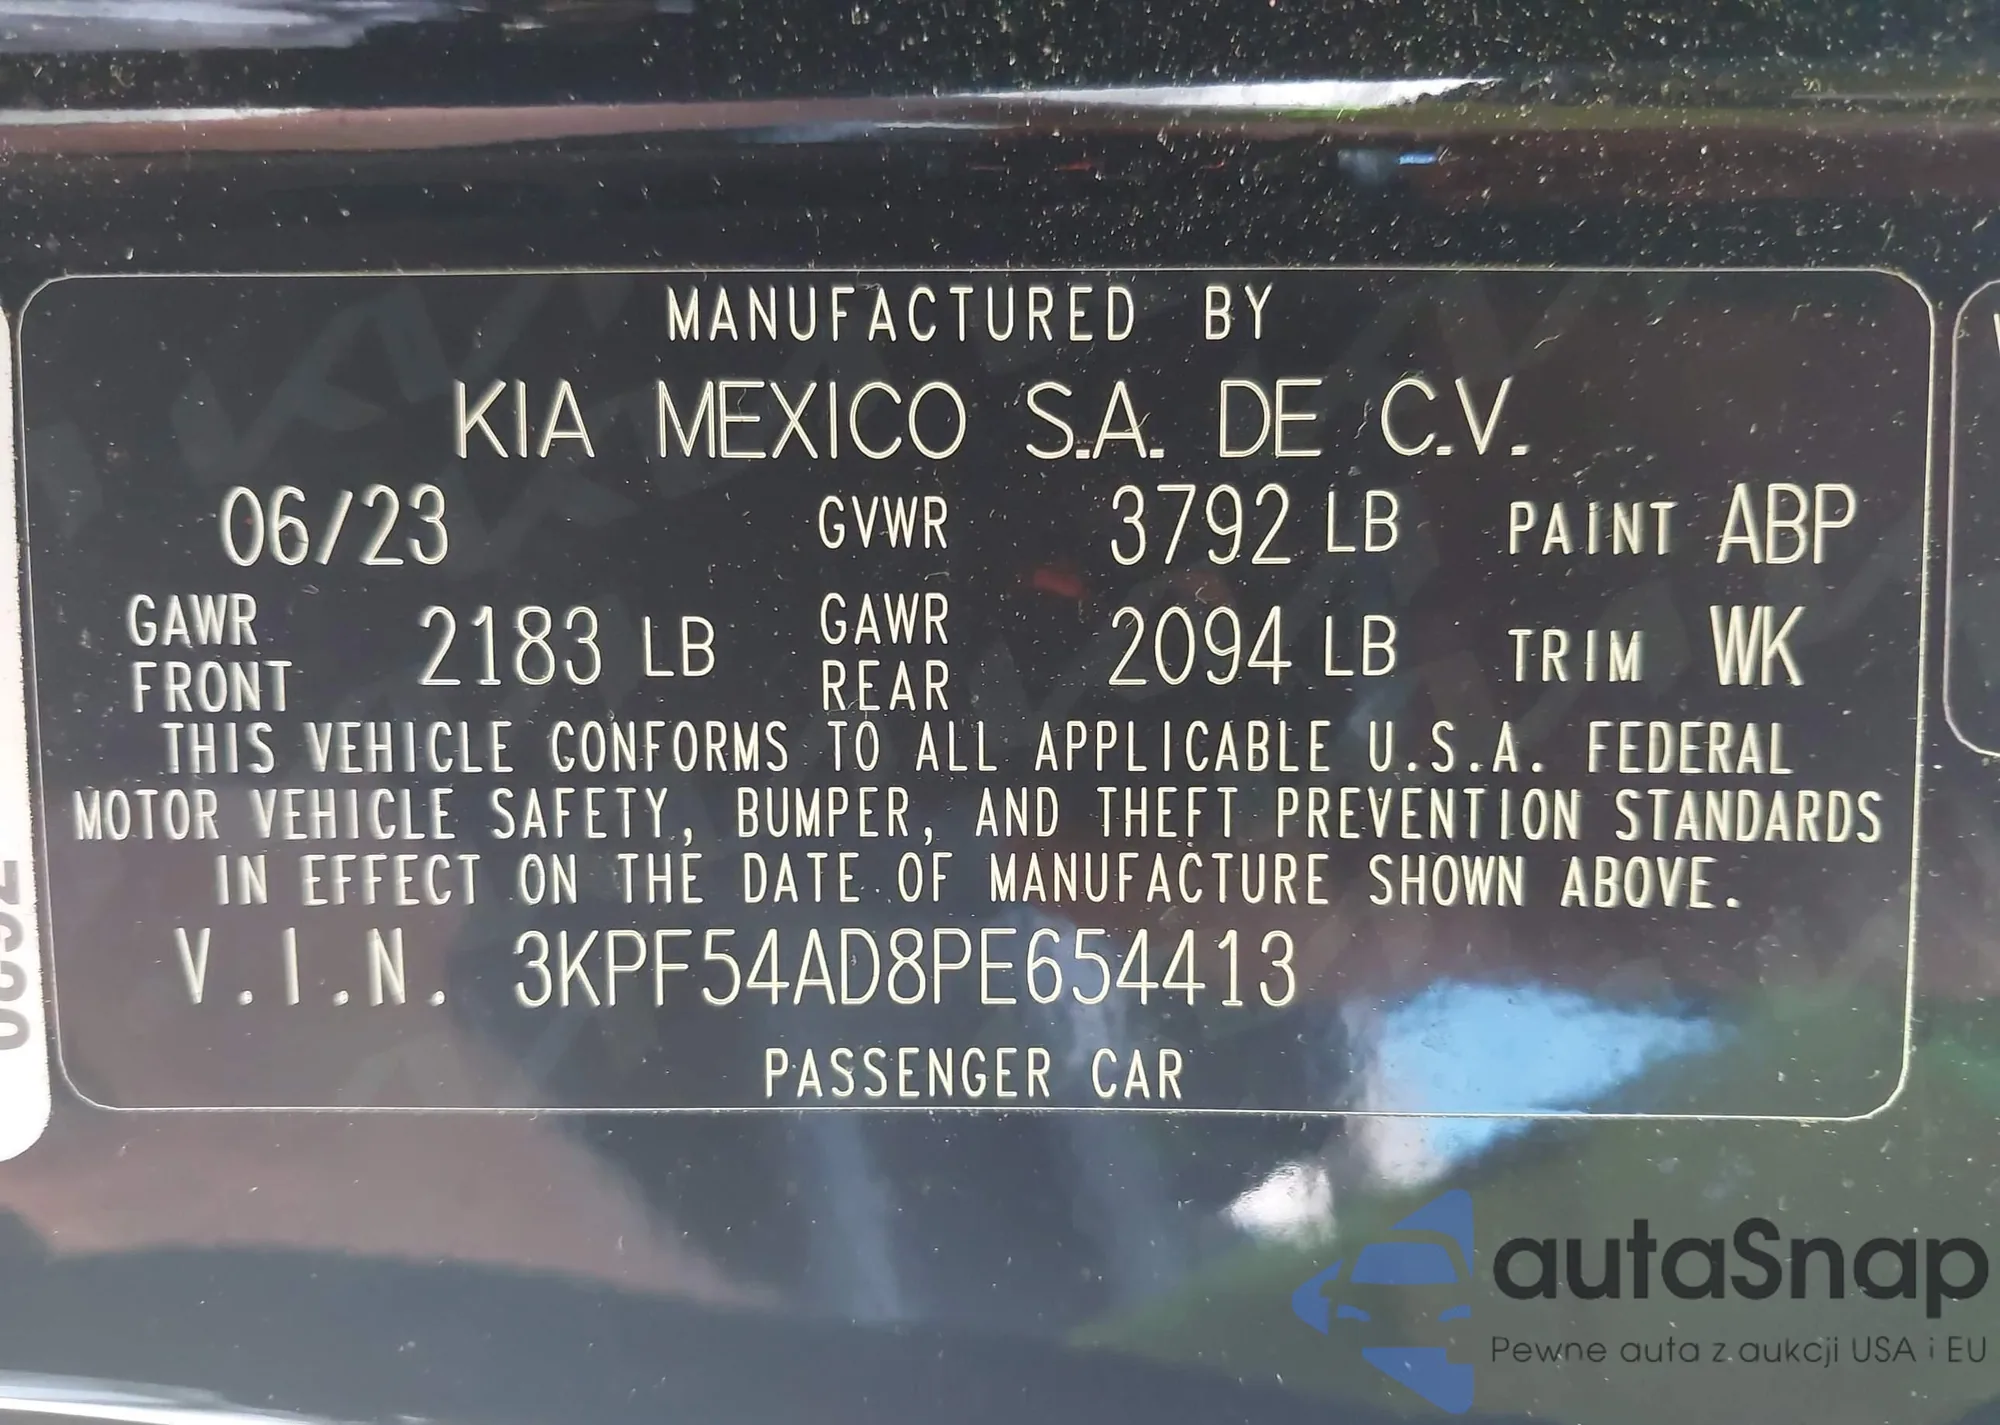 MANUFACTURED BY
KIA MEXICO S.A. DE C.V.
06/23 GVWR 3792 LB PAINT ABP
GAWR FRONT 2183 LB GAWR REAR 2094 LB TRIM WK
THIS VEHICLE CONFORMS TO ALL APPLICABLE U.S.A. FEDERAL
MOTOR VEHICLE SAFETY, BUMPER, AND THEFT PREVENTION STANDARDS
IN EFFECT ON THE DATE OF MANUFACTURE SHOWN ABOVE.
V.I.N. 3KPF54AD8PE654413
PASSENGER CAR
autaSnap
Pewne auta z aukcji USA i EU